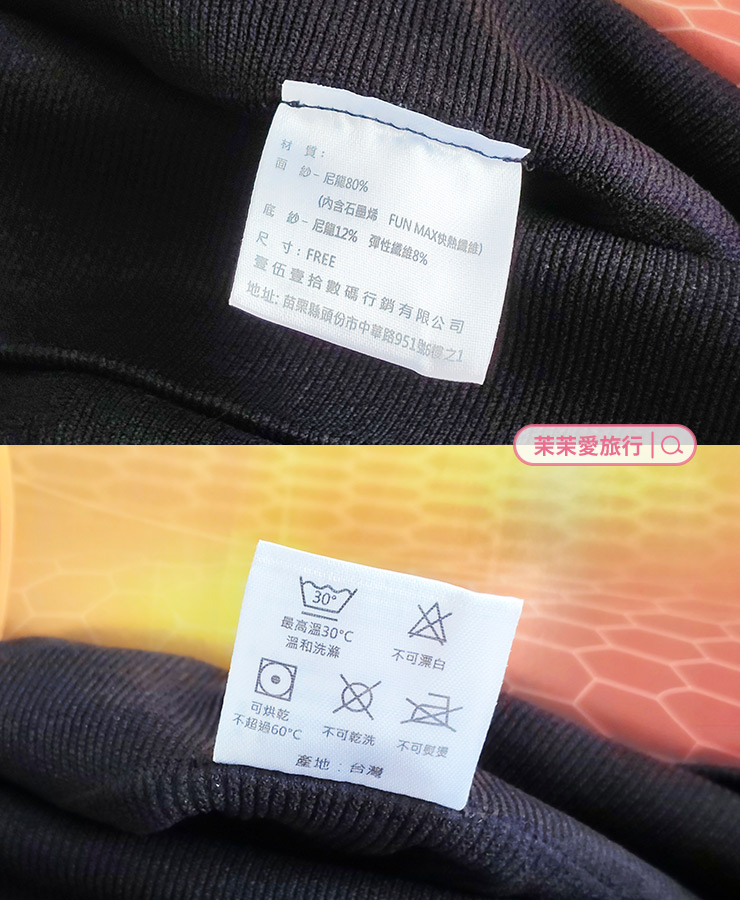 材 質：
面 紗－尼龍80%
(內含石墨烯 FUN MAX快熱纖維)
底 紗－尼龍12% 彈性纖維8%
尺 寸：FREE
壹伍壹拾數碼行銷有限公司
地址: 苗栗縣頭份市中華路951號6樓之1
茉茉愛旅行
30°
最高溫30°C
溫和洗滌
不可漂白
可烘乾
不超過60°C
不可乾洗
不可熨燙
產地：台灣